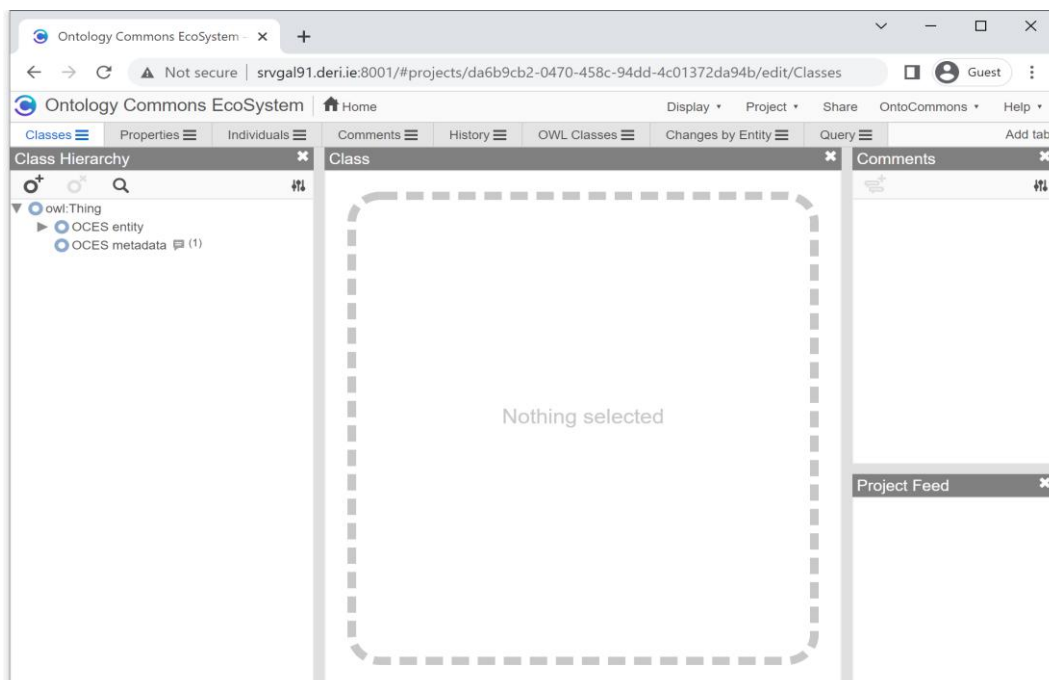 Ontology Commons EcoSystem -
Not secure | srvgal91.deri.ie:8001/#projects/da6b9cb2-0470-458c-94dd-4c01372da94b/edit/Classes
Guest
Ontology Commons EcoSystem Home Display Project Share OntoCommons Help
Classes Properties Individuals Comments History OWL Classes Changes by Entity Query Add tab
Class Hierarchy Class Comments
owl:Thing
OCES entity
OCES metadata (1)
Nothing selected
Project Feed